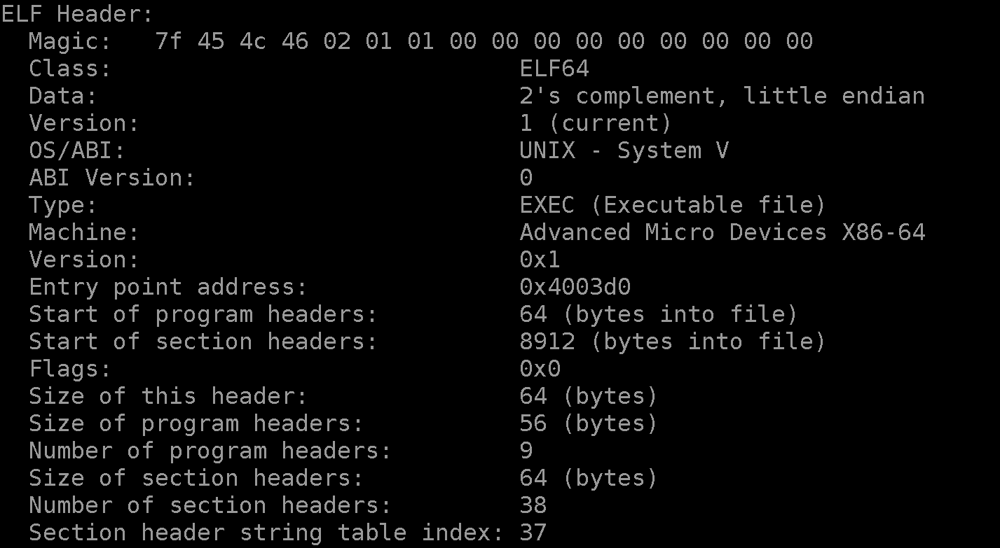 ELF Header:
  Magic:   7f 45 4c 46 02 01 01 00 00 00 00 00 00 00 00 00
  Class:                             ELF64
  Data:                              2's complement, little endian
  Version:                           1 (current)
  OS/ABI:                            UNIX - System V
  ABI Version:                       0
  Type:                              EXEC (Executable file)
  Machine:                           Advanced Micro Devices X86-64
  Version:                           0x1
  Entry point address:               0x4003d0
  Start of program headers:          64 (bytes into file)
  Start of section headers:          8912 (bytes into file)
  Flags:                             0x0
  Size of this header:               64 (bytes)
  Size of program headers:           56 (bytes)
  Number of program headers:         9
  Size of section headers:           64 (bytes)
  Number of section headers:         38
  Section header string table index: 37